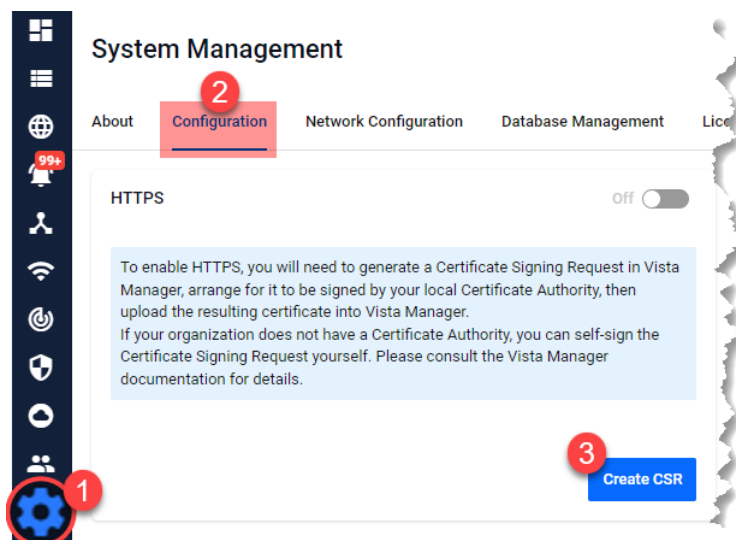 System Management
2
About Configuration Network Configuration Database Management Lice
99+
HTTPS Off
To enable HTTPS, you will need to generate a Certificate Signing Request in Vista
Manager, arrange for it to be signed by your local Certificate Authority, then
upload the resulting certificate into Vista Manager.
If your organization does not have a Certificate Authority, you can self-sign the
Certificate Signing Request yourself. Please consult the Vista Manager
documentation for details.
3
Create CSR
1